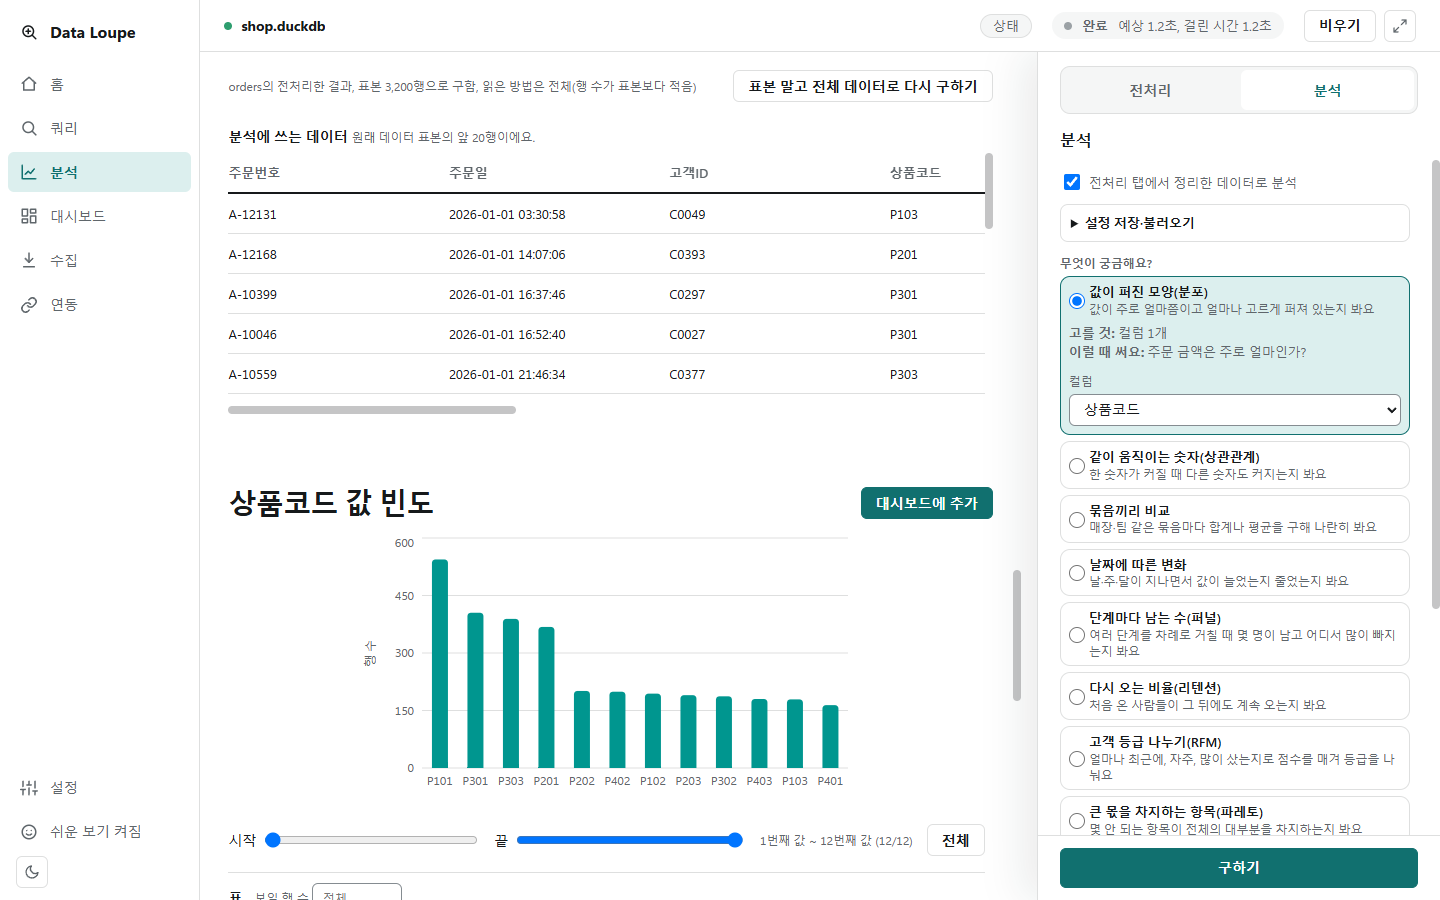 Data Loupe
홈
쿼리
분석
대시보드
수집
연동
설정
쉬운 보기 켜짐
shop.duckdb
상태
완료 예상 1.2초, 걸린 시간 1.2초
비우기
orders의 전처리한 결과, 표본 3,200행으로 구함, 읽은 방법은 전체(행 수가 표본보다 적음)
표본 말고 전체 데이터로 다시 구하기
분석에 쓰는 데이터 원래 데이터 표본의 앞 20행이에요.
주문번호 주문일 고객ID 상품코드
A-12131 2026-01-01 03:30:58 C0049 P103
A-12168 2026-01-01 14:07:06 C0393 P201
A-10399 2026-01-01 16:37:46 C0297 P301
A-10046 2026-01-01 16:52:40 C0027 P301
A-10559 2026-01-01 21:46:34 C0377 P303
상품코드 값 빈도
대시보드에 추가
행 수
600
450
300
150
0
P101 P301 P303 P201 P202 P402 P102 P203 P302 P403 P103 P401
시작 끝 1번째 값 ~ 12번째 값 (12/12) 전체
표 보일 행 수 전체
전처리 분석
분석
전처리 탭에서 정리한 데이터로 분석
▶ 설정 저장·불러오기
무엇이 궁금해요?
값이 퍼진 모양(분포)
값이 주로 얼마쯤이고 얼마나 고르게 퍼져 있는지 봐요
고를 것: 컬럼 1개
이럴 때 써요: 주문 금액은 주로 얼마인가?
컬럼
상품코드
같이 움직이는 숫자(상관관계)
한 숫자가 커질 때 다른 숫자도 커지는지 봐요
묶음끼리 비교
매장·팀 같은 묶음마다 합계나 평균을 구해 나란히 봐요
날짜에 따른 변화
날·주·달이 지나면서 값이 늘었는지 줄었는지 봐요
단계마다 남는 수(퍼널)
여러 단계를 차례로 거칠 때 몇 명이 남고 어디서 많이 빠지
는지 봐요
다시 오는 비율(리텐션)
처음 온 사람들이 그 뒤에도 계속 오는지 봐요
고객 등급 나누기(RFM)
얼마나 최근에, 자주, 많이 샀는지로 점수를 매겨 등급을 나
눠요
큰 몫을 차지하는 항목(파레토)
몇 안 되는 항목이 전체의 대부분을 차지하는지 봐요
구하기